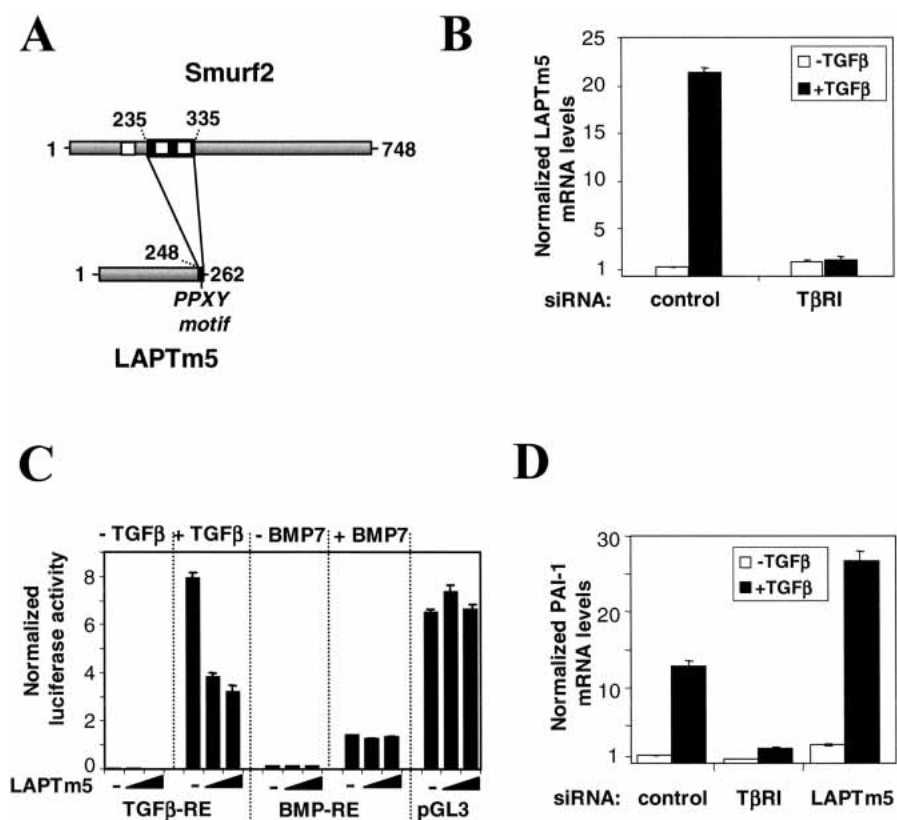 A
Smurf2
235 335
1 748
248
1 262
PPXY
motif
LAPTm5
B
Normalized LAPTm5
mRNA levels
25
20
15
10
5
1
-TGFβ
+TGFβ
siRNA: control TβRI
C
- TGFβ + TGFβ - BMP7 + BMP7
Normalized
luciferase activity
8
6
4
2
0
LAPTm5 - - - - -
TGFβ-RE BMP-RE pGL3
D
Normalized PAI-1
mRNA levels
30
20
10
1
-TGFβ
+TGFβ
siRNA: control TβRI LAPTm5